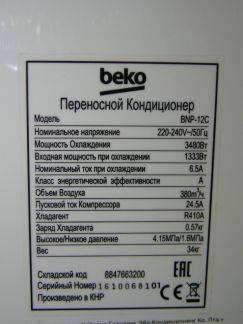 beko
Переносной Кондиционер
Модель BNP-12C
Номинальное напряжение 220-240V~/50Гц
Мощность Охлаждения 3480Вт
Входная мощность при охлаждении 1333Вт
Номинальный ток при охлаждении 6.5A
Класс энергетической эффективности A
Объем Воздуха 380m³/ч
Пусковой ток Компрессора 24.5A
Хладагент R410A
Заряд Хладагента 0.57кг
Высокое/Низкое давление 4.15МПа/1.6МПа
Вес 34кг
Складской код 8847663200
Серийный Номер 1610068101
Произведено в КНР
EAC